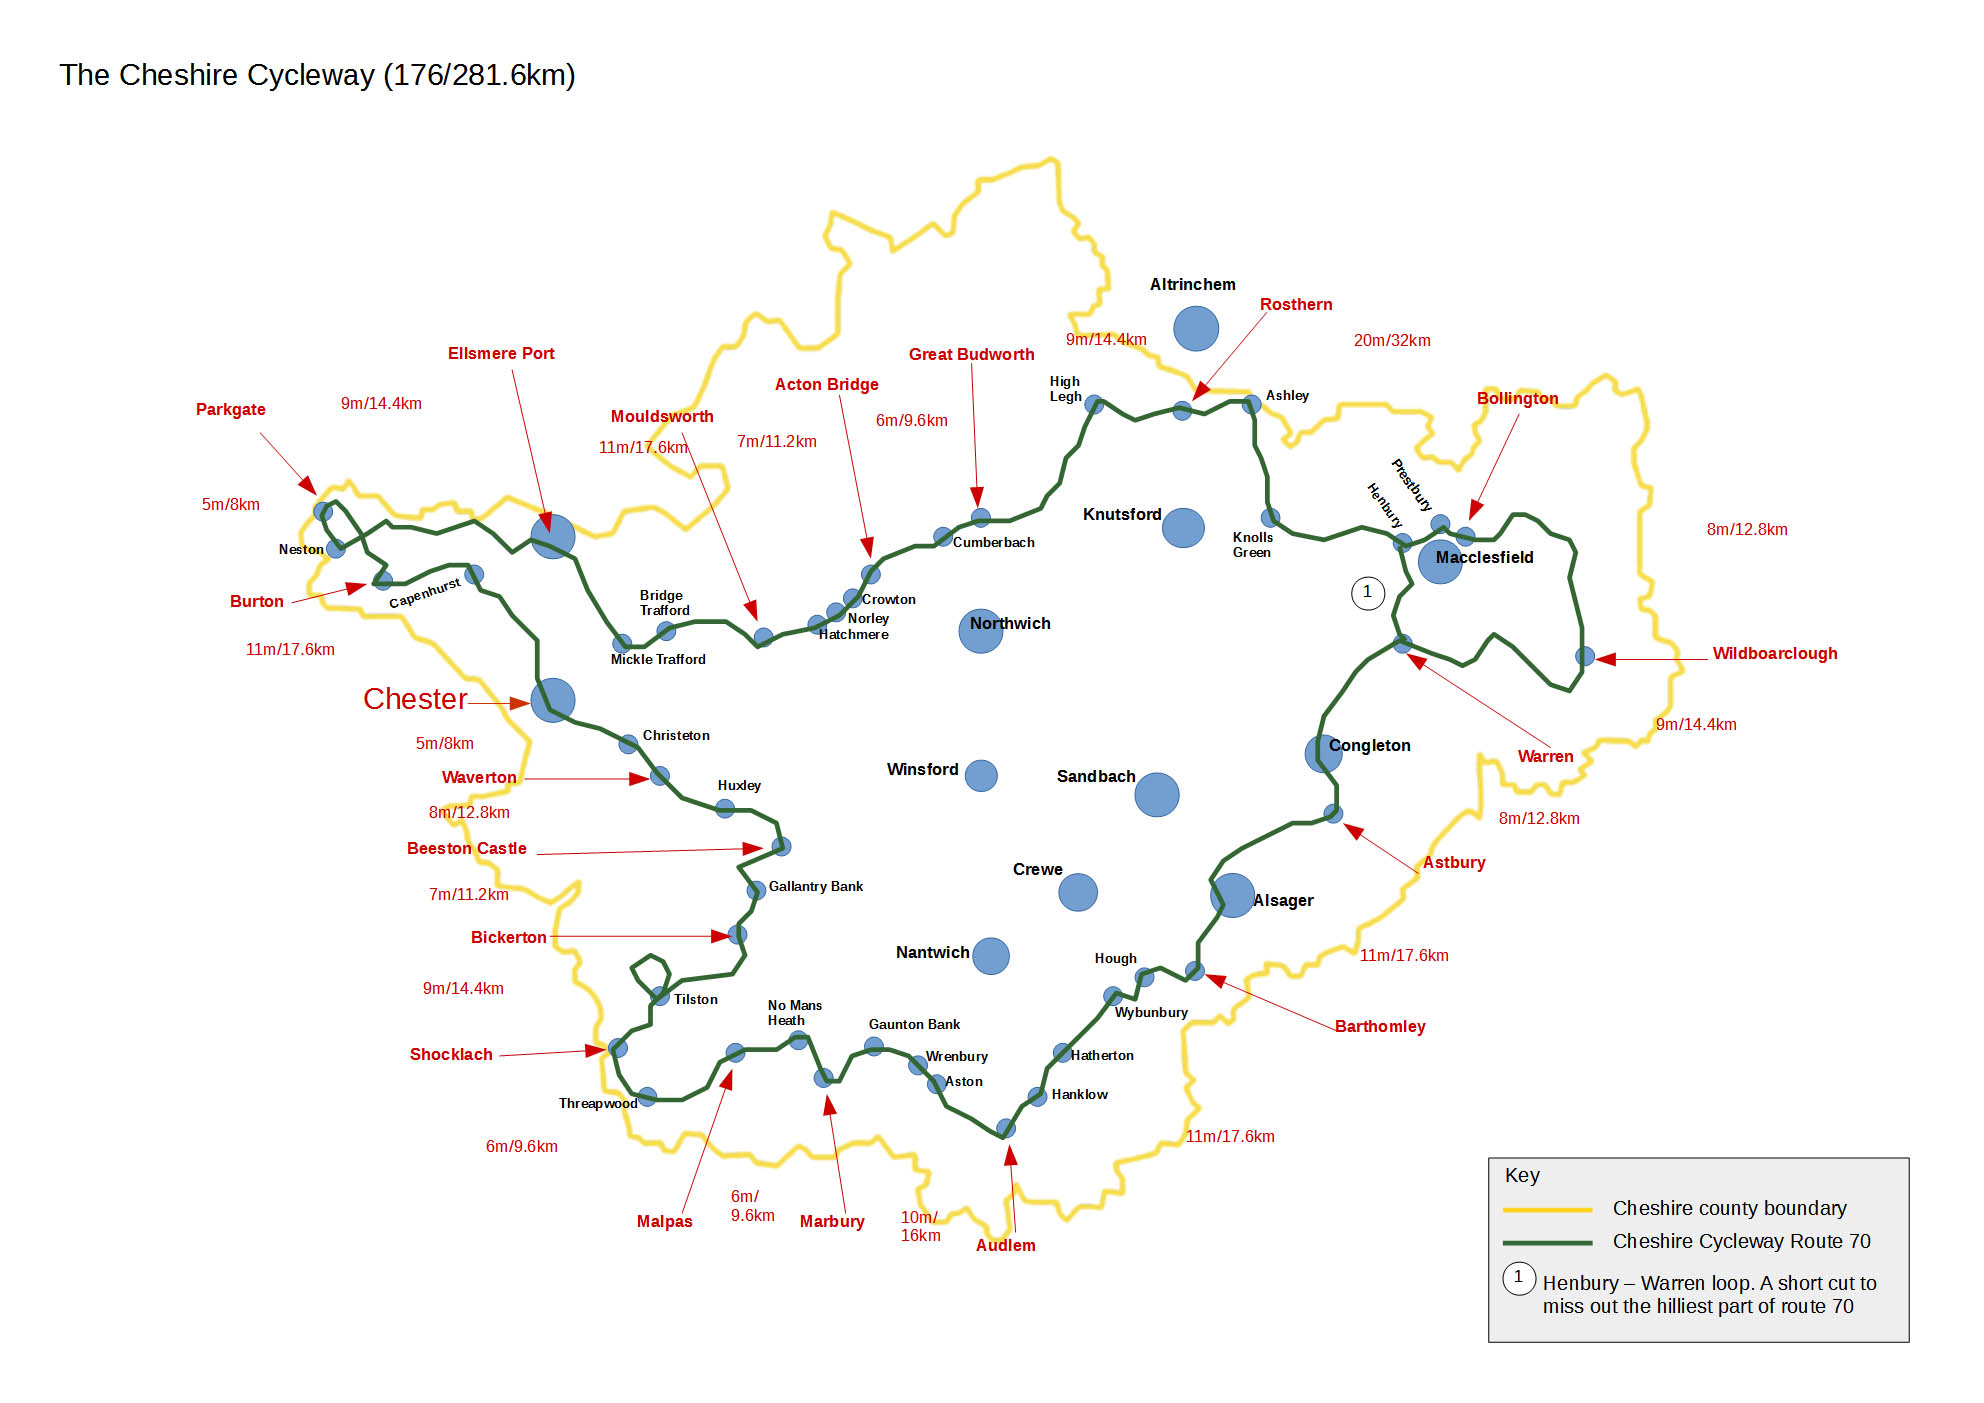 The Cheshire Cycleway (176/281.6km)
Altrinchem
Rosthern
9m/14.4km
20m/32km
Ellsmere Port
Great Budworth
Acton Bridge
High
Legh
Ashley
Bollington
Parkgate
9m/14.4km
Mouldsworth
6m/9.6km
11m/17.6km
7m/11.2km
Prestbury
Henbury
5m/8km
Knutsford
Knolls
Green
8m/12.8km
Neston
Cumberbach
Macclesfield
Burton
Capenhurst
Bridge
Trafford
Crowton
Norley
Hatchmere
1
Northwich
11m/17.6km
Mickle Trafford
Wildboarclough
Chester
9m/14.4km
5m/8km
Christeton
Congleton
Warren
Waverton
Huxley
Winsford
Sandbach
8m/12.8km
8m/12.8km
Beeston Castle
Astbury
7m/11.2km
Gallantry Bank
Crewe
Alsager
Bickerton
Nantwich
Hough
11m/17.6km
9m/14.4km
Tilston
No Mans
Heath
Wybunbury
Gaunton Bank
Barthomley
Shocklach
Wrenbury
Hatherton
Aston
Threapwood
Hanklow
6m/9.6km
11m/17.6km
Malpas
6m/
9.6km
Marbury
10m/
16km
Audlem
Key
Cheshire county boundary
Cheshire Cycleway Route 70
1
Henbury – Warren loop. A short cut to
miss out the hilliest part of route 70